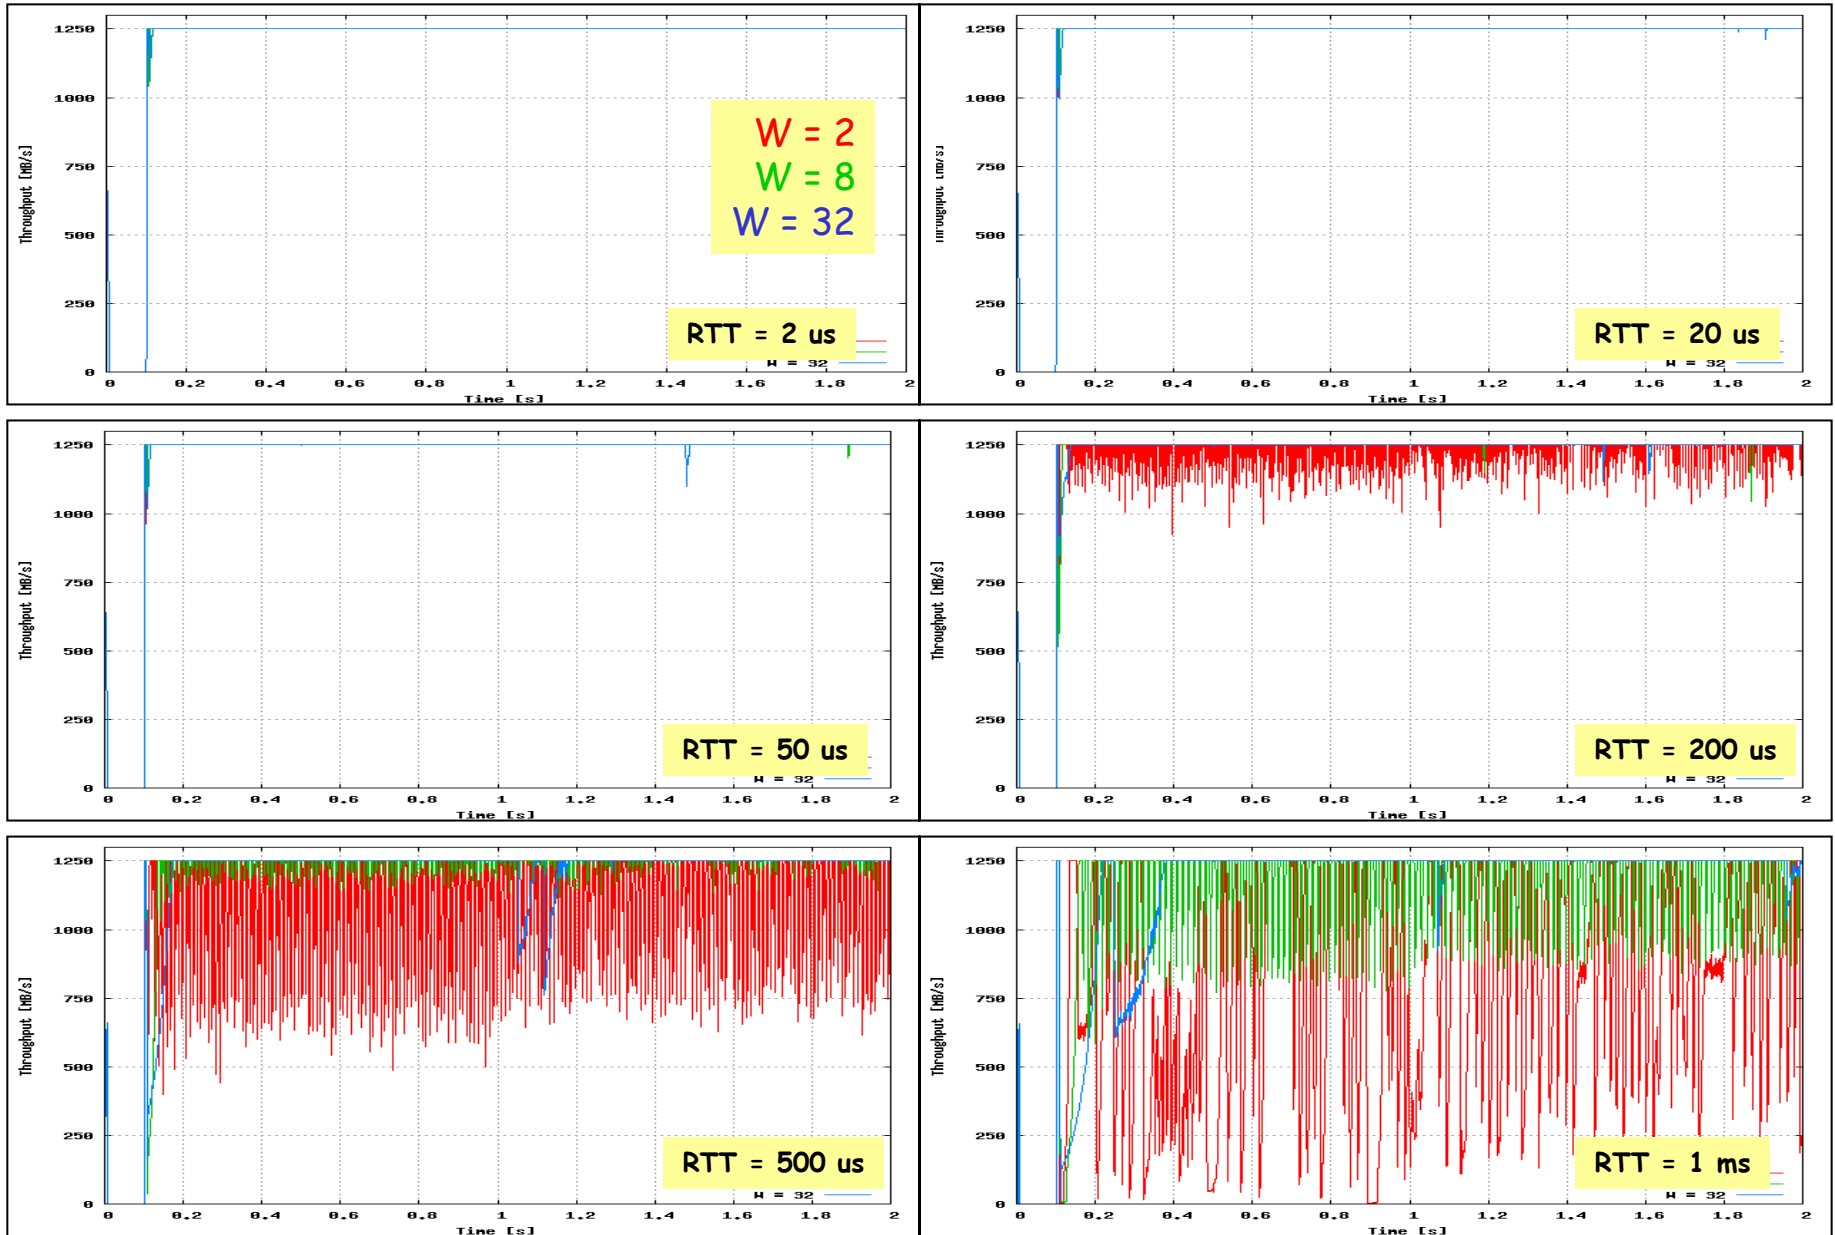 1250
1000
750
500
250
0
Throughput [MB/s]
W = 2
W = 8
W = 32
RTT = 2 us
W = 32
0 0.2 0.4 0.6 0.8 1 1.2 1.4 1.6 1.8 2
Time [s]
1250
1000
750
500
250
0
Throughput [MB/s]
RTT = 20 us
W = 32
0 0.2 0.4 0.6 0.8 1 1.2 1.4 1.6 1.8 2
Time [s]
1250
1000
750
500
250
0
Throughput [MB/s]
RTT = 50 us
W = 32
0 0.2 0.4 0.6 0.8 1 1.2 1.4 1.6 1.8 2
Time [s]
1250
1000
750
500
250
0
Throughput [MB/s]
RTT = 200 us
W = 32
0 0.2 0.4 0.6 0.8 1 1.2 1.4 1.6 1.8 2
Time [s]
1250
1000
750
500
250
0
Throughput [MB/s]
RTT = 500 us
W = 32
0 0.2 0.4 0.6 0.8 1 1.2 1.4 1.6 1.8 2
Time [s]
1250
1000
750
500
250
0
Throughput [MB/s]
RTT = 1 ms
W = 32
0 0.2 0.4 0.6 0.8 1 1.2 1.4 1.6 1.8 2
Time [s]